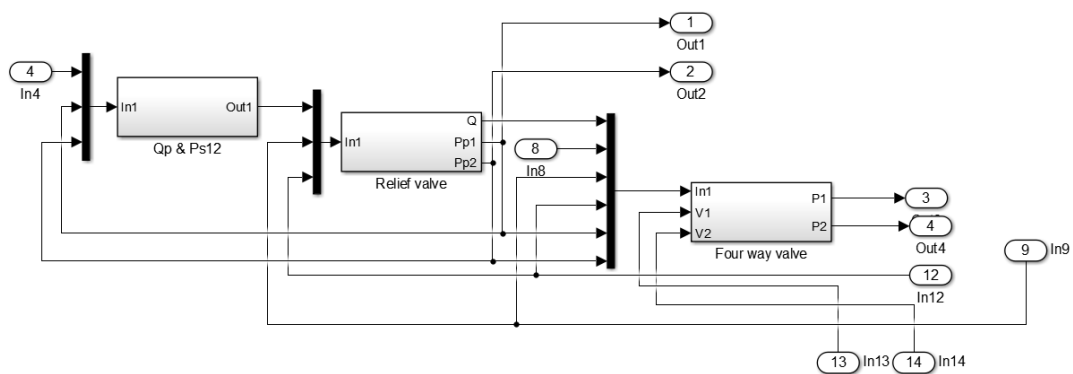 1
Out1
4
In4
2
Out2
In1
Out1
Qp & Ps12
In1
Q
Pp1
Pp2
Relief valve
8
In8
In1
V1
V2
P1
P2
Four way valve
3
4
Out4
9
In9
12
In12
13
In13
14
In14